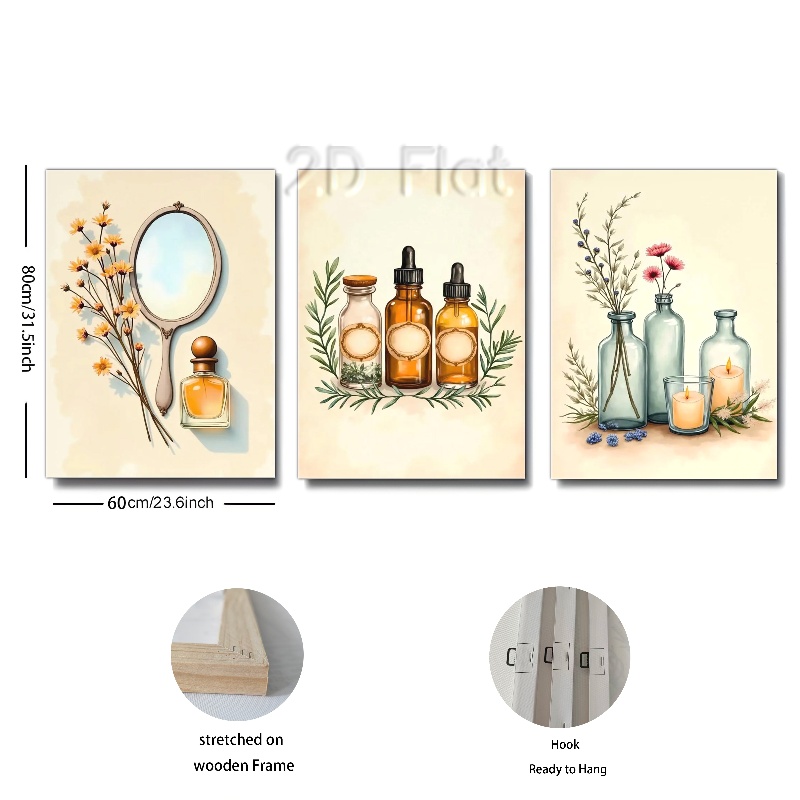 2D Flat
80cm/31.5inch
60cm/23.6inch
stretched on
wooden Frame
Hook
Ready to Hang